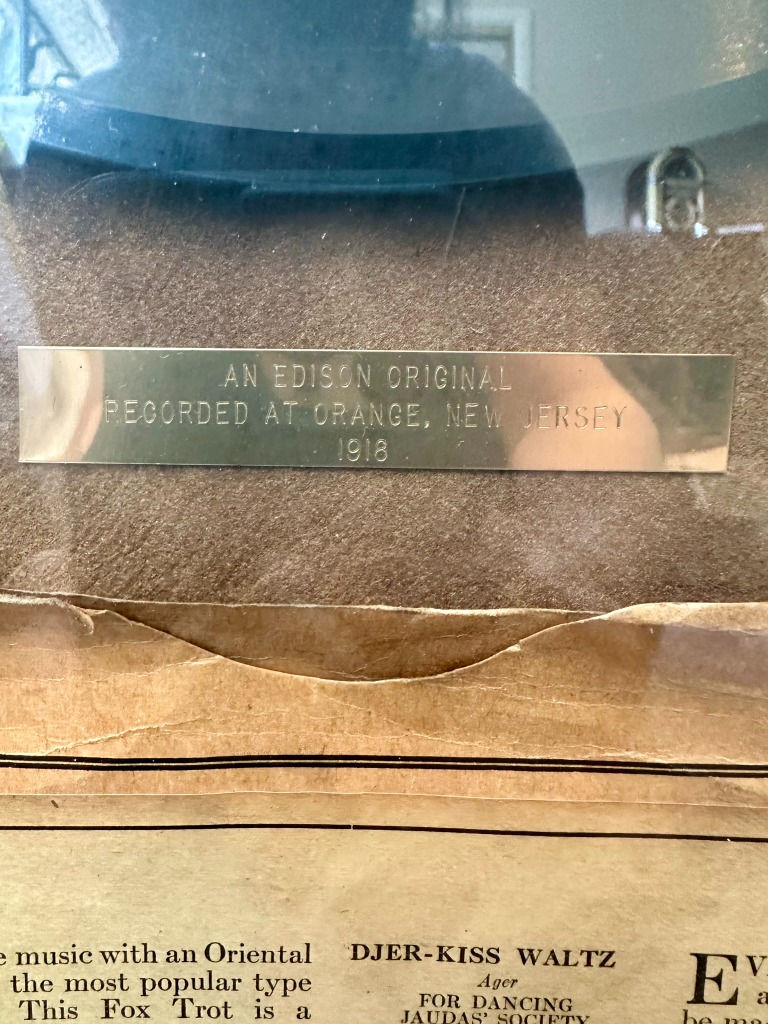 AN EDISON ORIGINAL
RECORDED AT ORANGE, NEW JERSEY
1918
music with an Oriental
the most popular type
This Fox Trot is a
DJER-KISS WALTZ
Ager
FOR DANCING
JAUDAS' SOCIETY